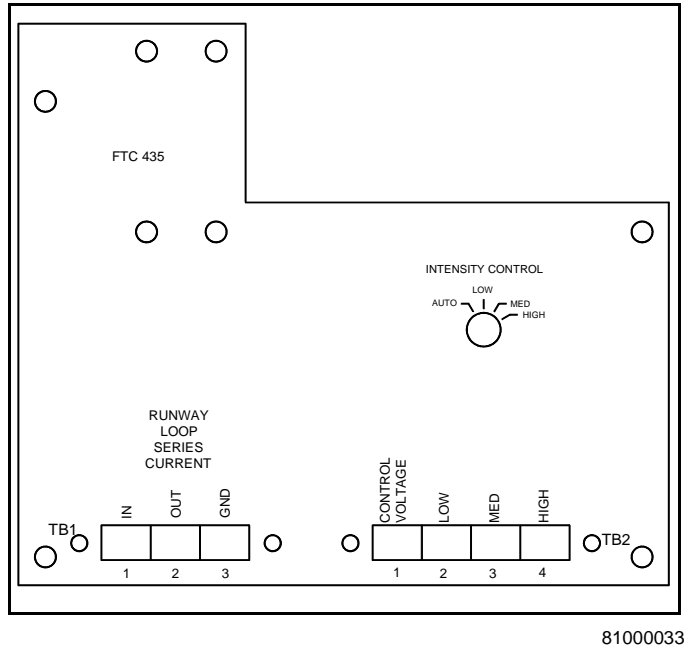 FTC 435
INTENSITY CONTROL
LOW
AUTO
MED
HIGH
RUNWAY
LOOP
SERIES
CURRENT
IN
OUT
GND
CONTROL
VOLTAGE
LOW
MED
HIGH
TB1
TB2
1 2 3
1 2 3 4
81000033